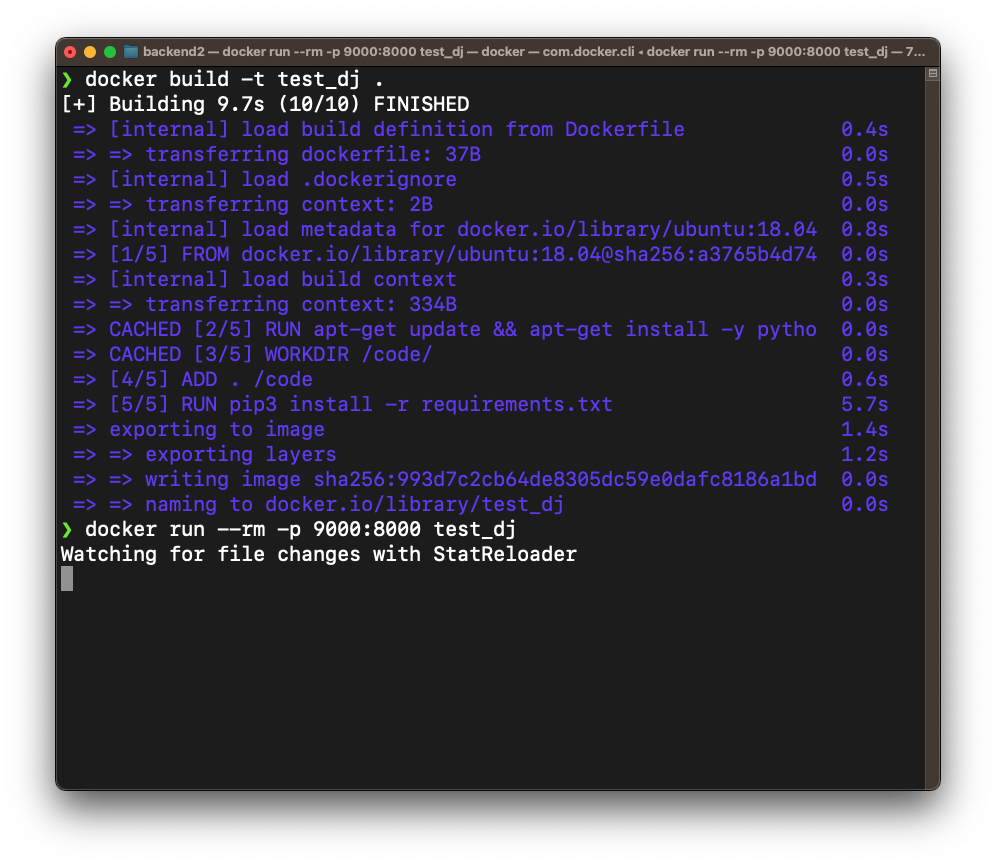 backend2 — docker run --rm -p 9000:8000 test_dj — docker — com.docker.cli ◂ docker run --rm -p 9000:8000 test_dj — 7...
❯ docker build -t test_dj .
[+] Building 9.7s (10/10) FINISHED
=> [internal] load build definition from Dockerfile 0.4s
=> => transferring dockerfile: 37B 0.0s
=> [internal] load .dockerignore 0.5s
=> => transferring context: 2B 0.0s
=> [internal] load metadata for docker.io/library/ubuntu:18.04 0.8s
=> [1/5] FROM docker.io/library/ubuntu:18.04@sha256:a3765b4d74 0.0s
=> [internal] load build context 0.3s
=> => transferring context: 334B 0.0s
=> CACHED [2/5] RUN apt-get update && apt-get install -y pytho 0.0s
=> CACHED [3/5] WORKDIR /code/ 0.0s
=> [4/5] ADD . /code 0.6s
=> [5/5] RUN pip3 install -r requirements.txt 5.7s
=> exporting to image 1.4s
=> => exporting layers 1.2s
=> => writing image sha256:993d7c2cb64de8305dc59e0dafc8186a1bd 0.0s
=> => naming to docker.io/library/test_dj 0.0s
❯ docker run --rm -p 9000:8000 test_dj
Watching for file changes with StatReloader